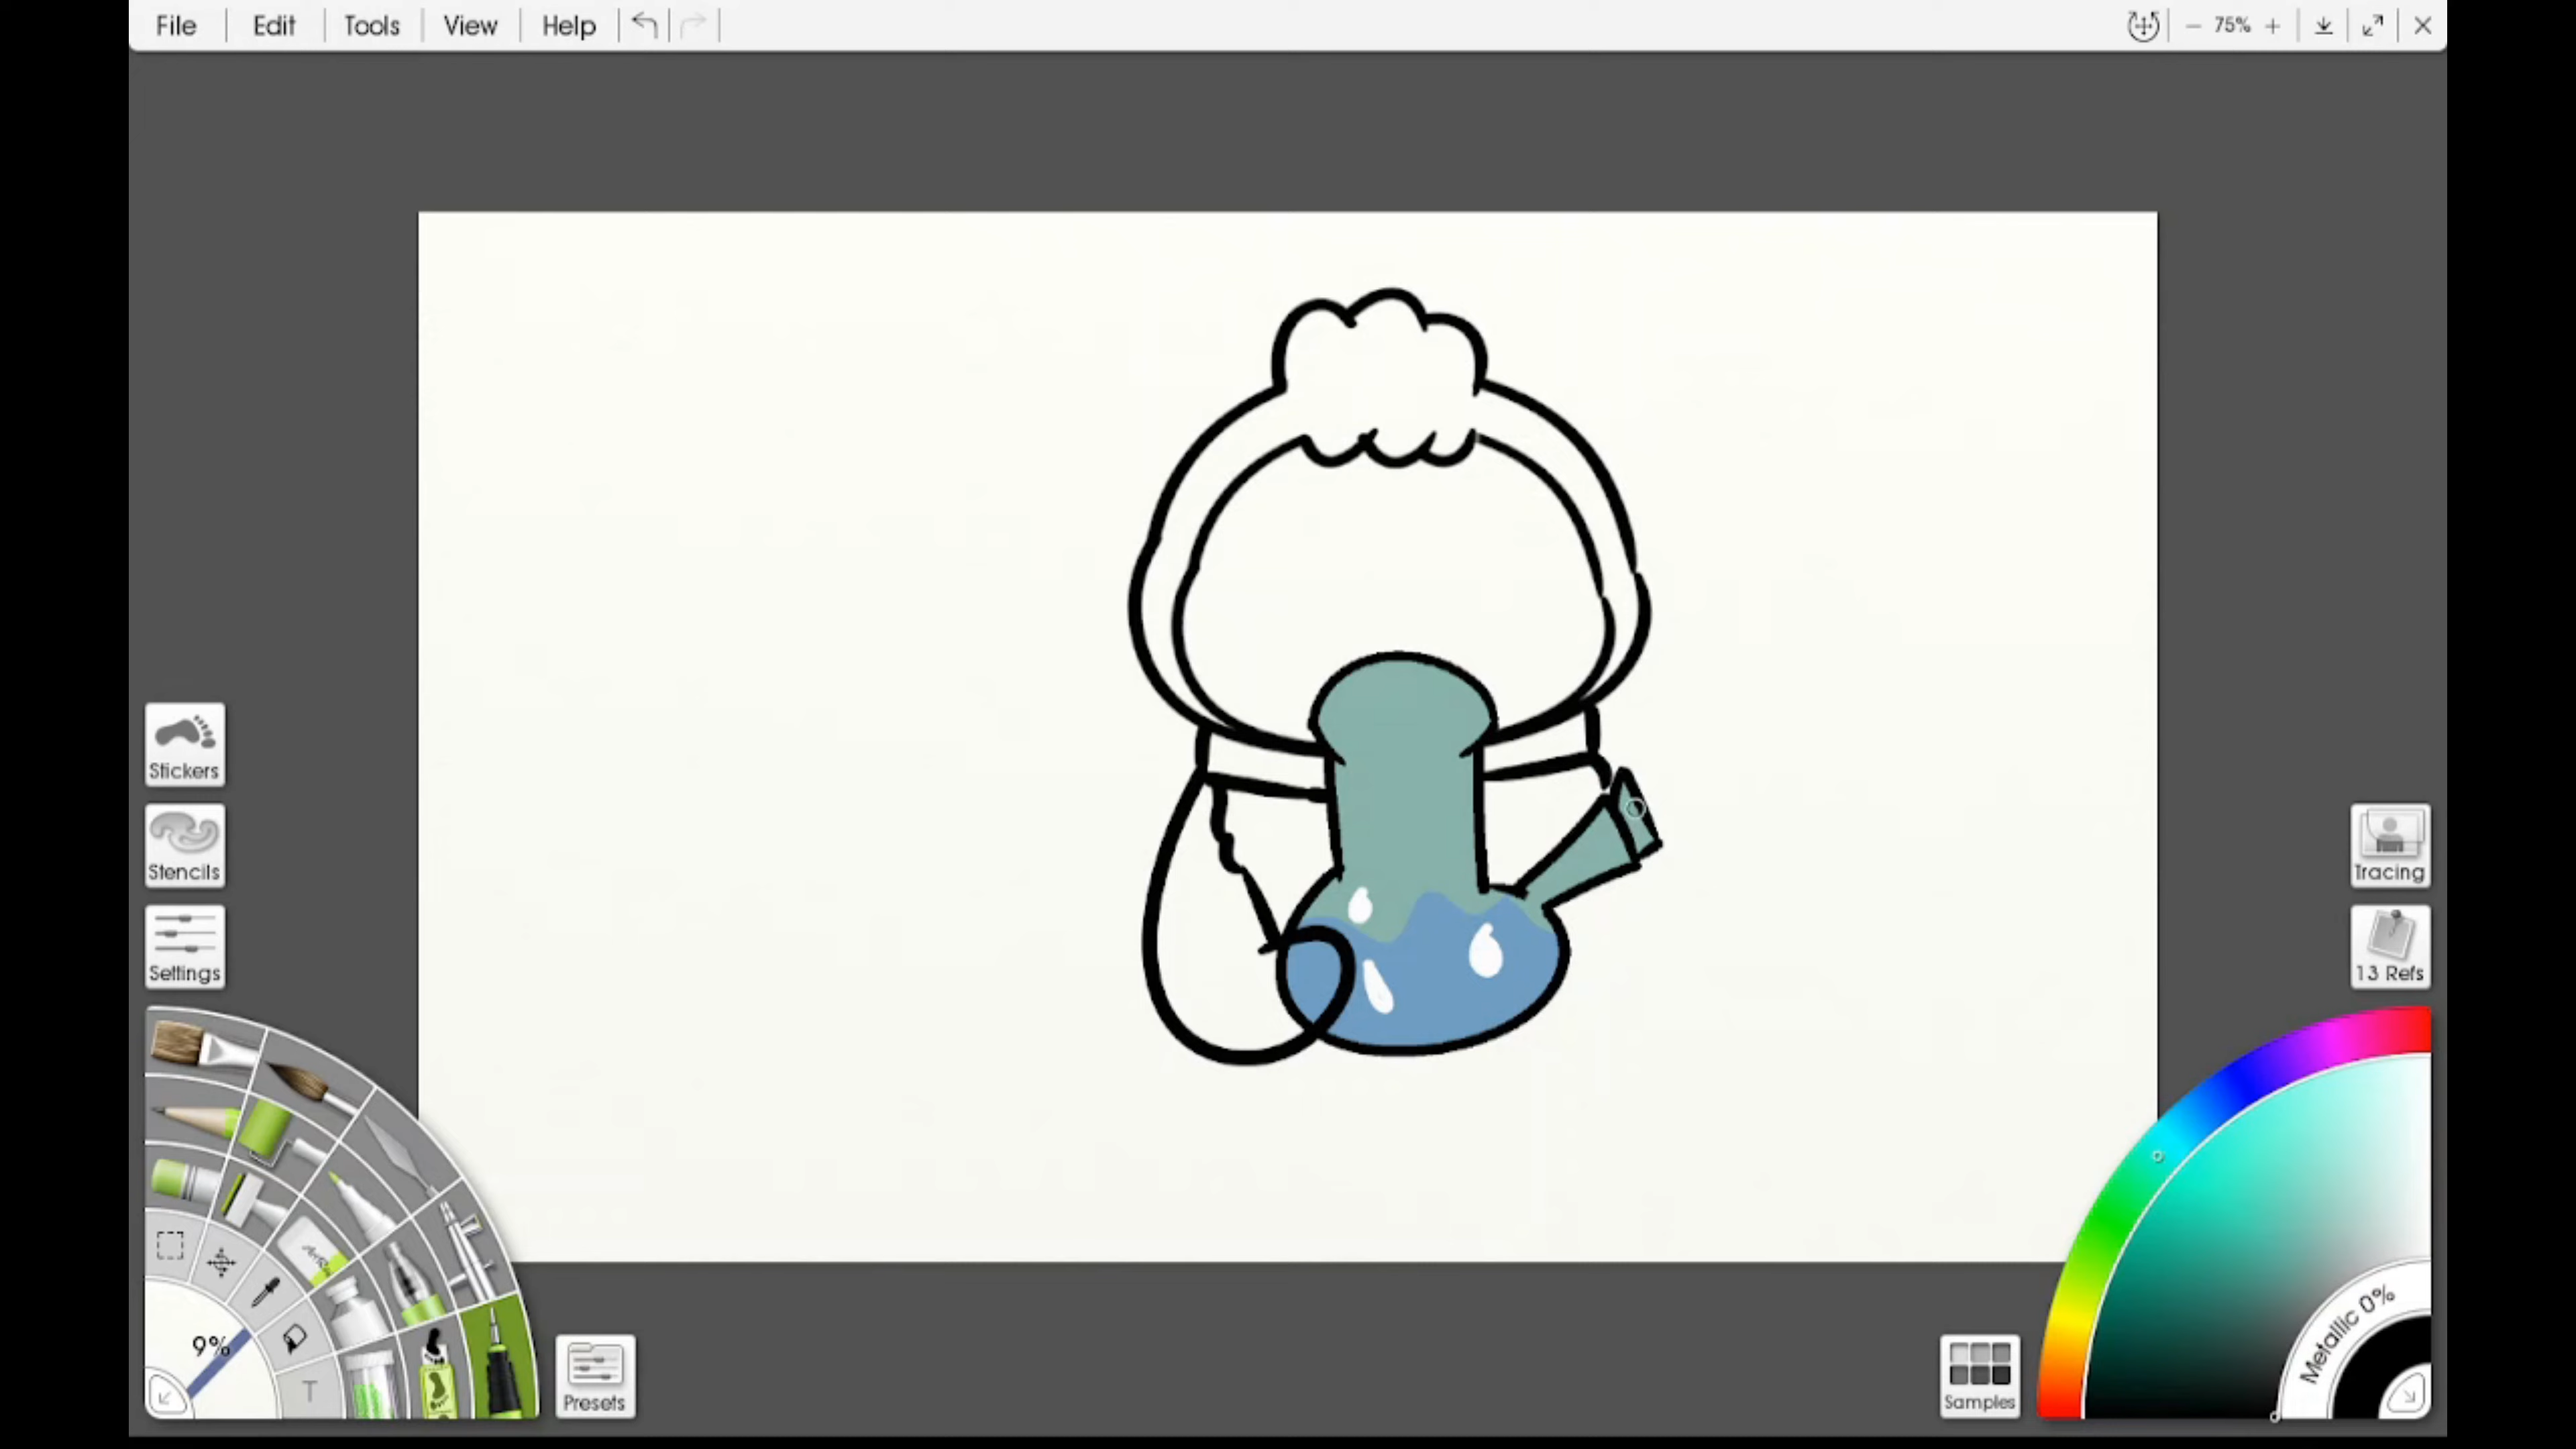 File Edit Tools View Help 75%
Stickers
Stencils
Settings
Tracing
13 Refs
9%
T
Presets
Samples
Metallic 0%